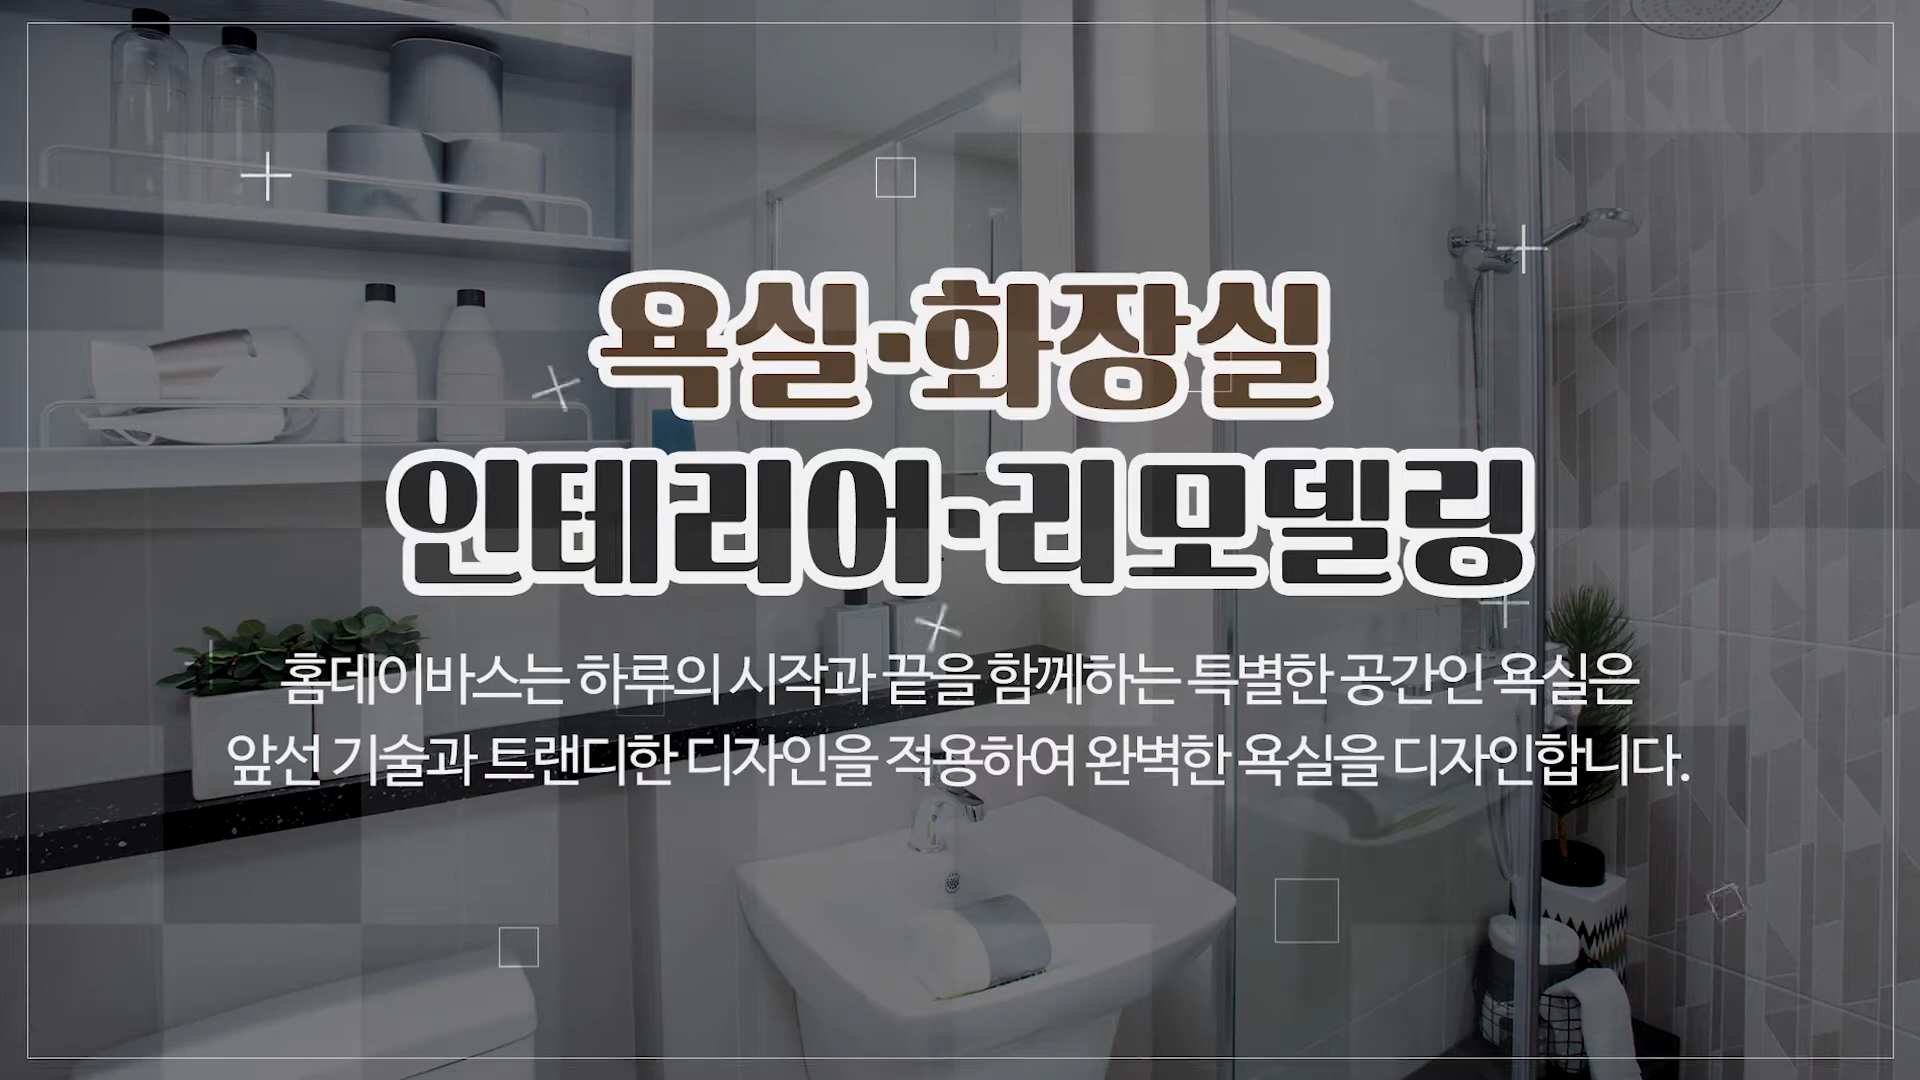 욕실·화장실
인테리어·리모델링
홈데이바스는 하루의 시작과 끝을 함께하는 특별한 공간인 욕실은
앞선 기술과 트랜디한 디자인을 적용하여 완벽한 욕실을 디자인합니다.